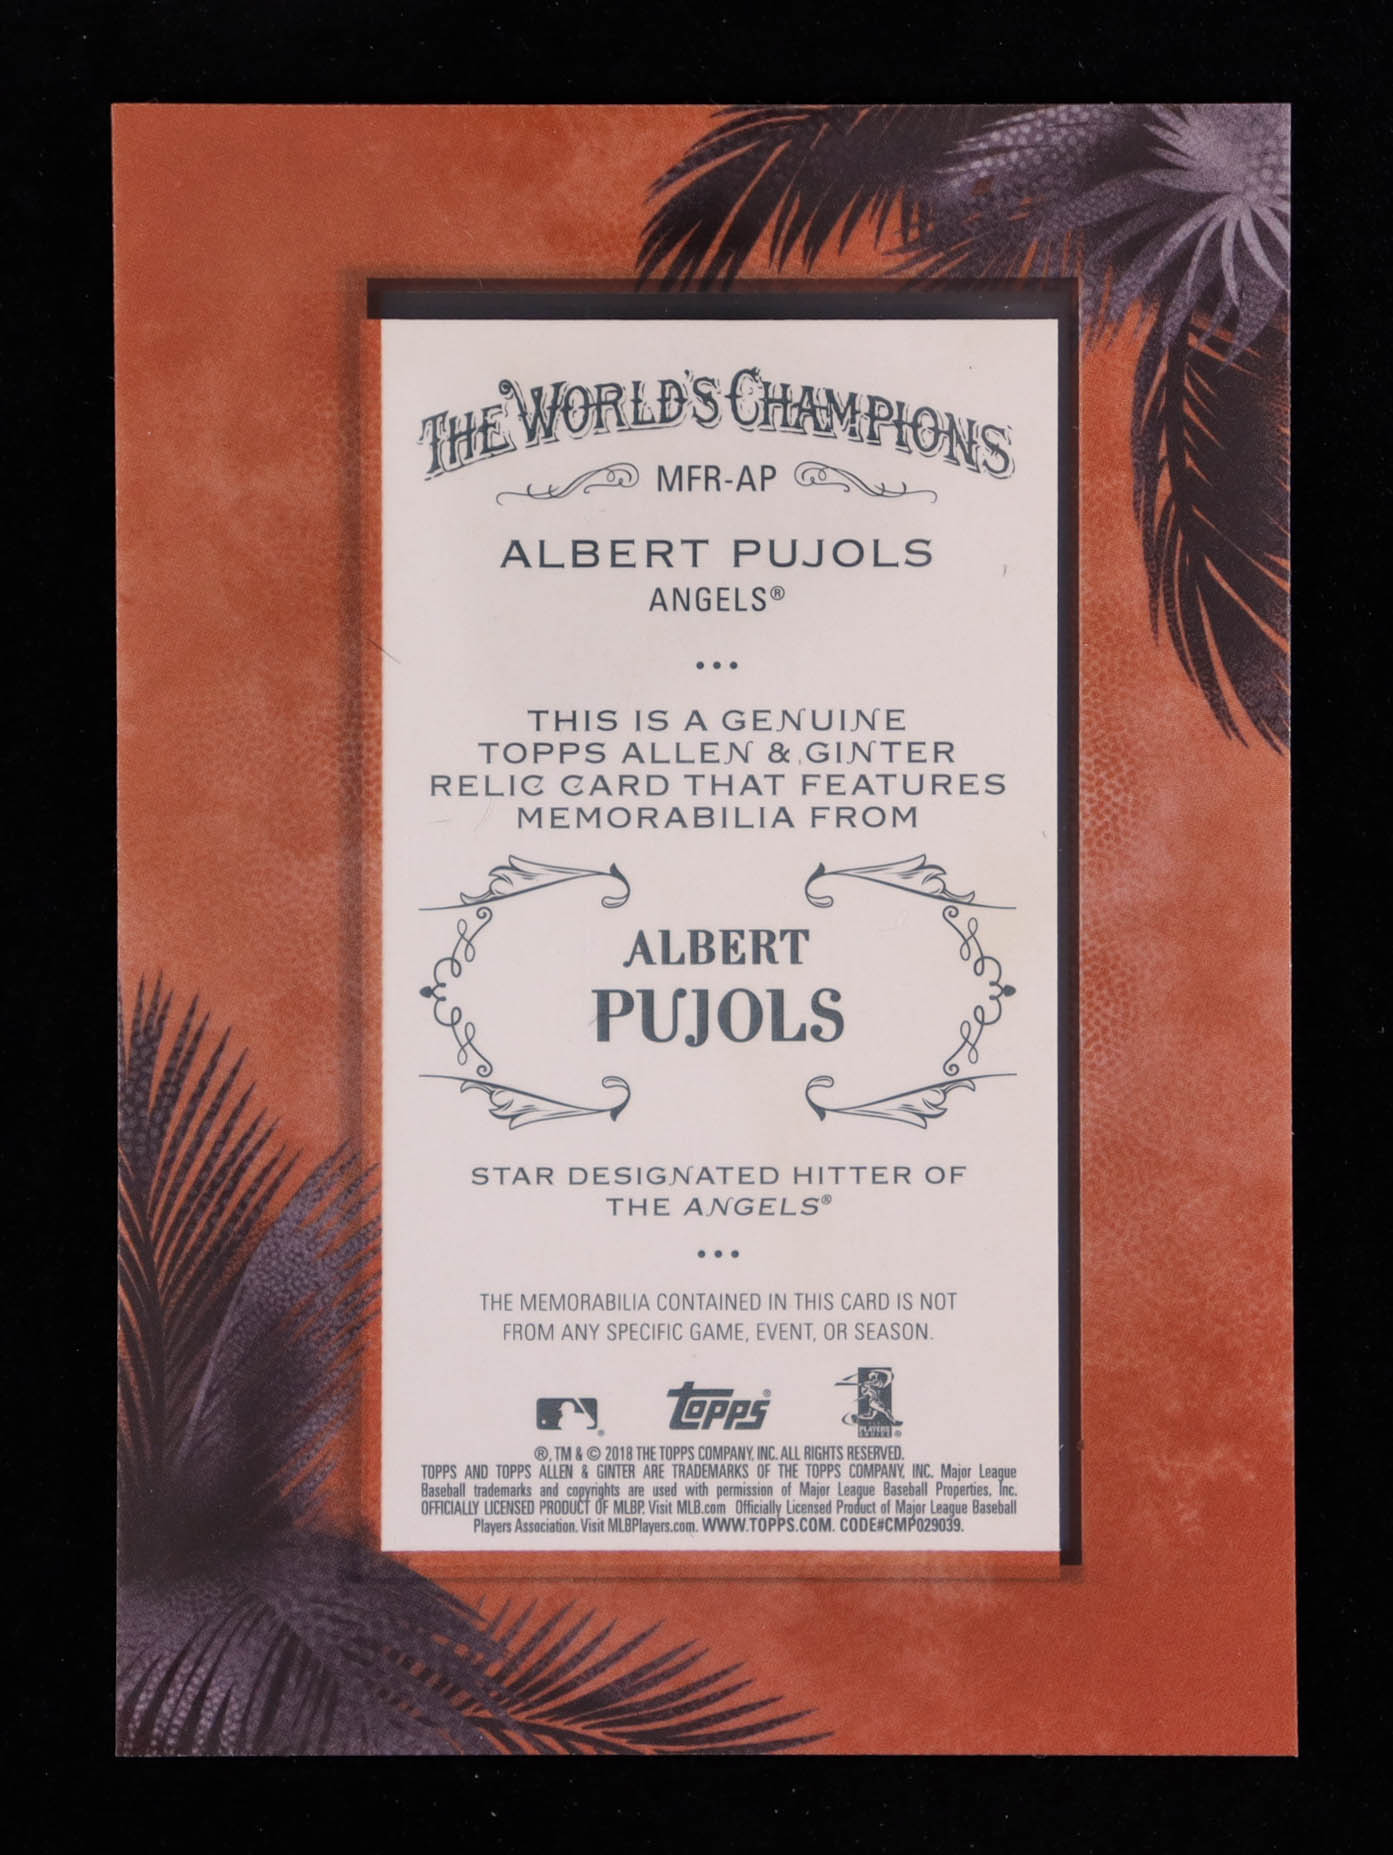 THE WORLD'S CHAMPIONS
MFR-AP
ALBERT PUJOLS
ANGELS®
THIS IS A GENUINE
TOPPS ALLEN & GINTER
RELIC CARD THAT FEATURES
MEMORABILIA FROM
ALBERT
PUJOLS
STAR DESIGNATED HITTER OF
THE ANGELS®
THE MEMORABILIA CONTAINED IN THIS CARD IS NOT
FROM ANY SPECIFIC GAME, EVENT, OR SEASON.
topps®
®, TM & © 2018 THE TOPPS COMPANY, INC. ALL RIGHTS RESERVED.
TOPPS AND TOPPS ALLEN & GINTER ARE TRADEMARKS OF THE TOPPS COMPANY, INC. Major League
Baseball trademarks and copyrights are used with permission of Major League Baseball Properties, Inc.
OFFICIALLY LICENSED PRODUCT OF MLBP. Visit MLB.com Officially Licensed Product of Major League Baseball
Players Association. Visit MLBPlayers.com. WWW.TOPPS.COM. CODE#CMP029039.